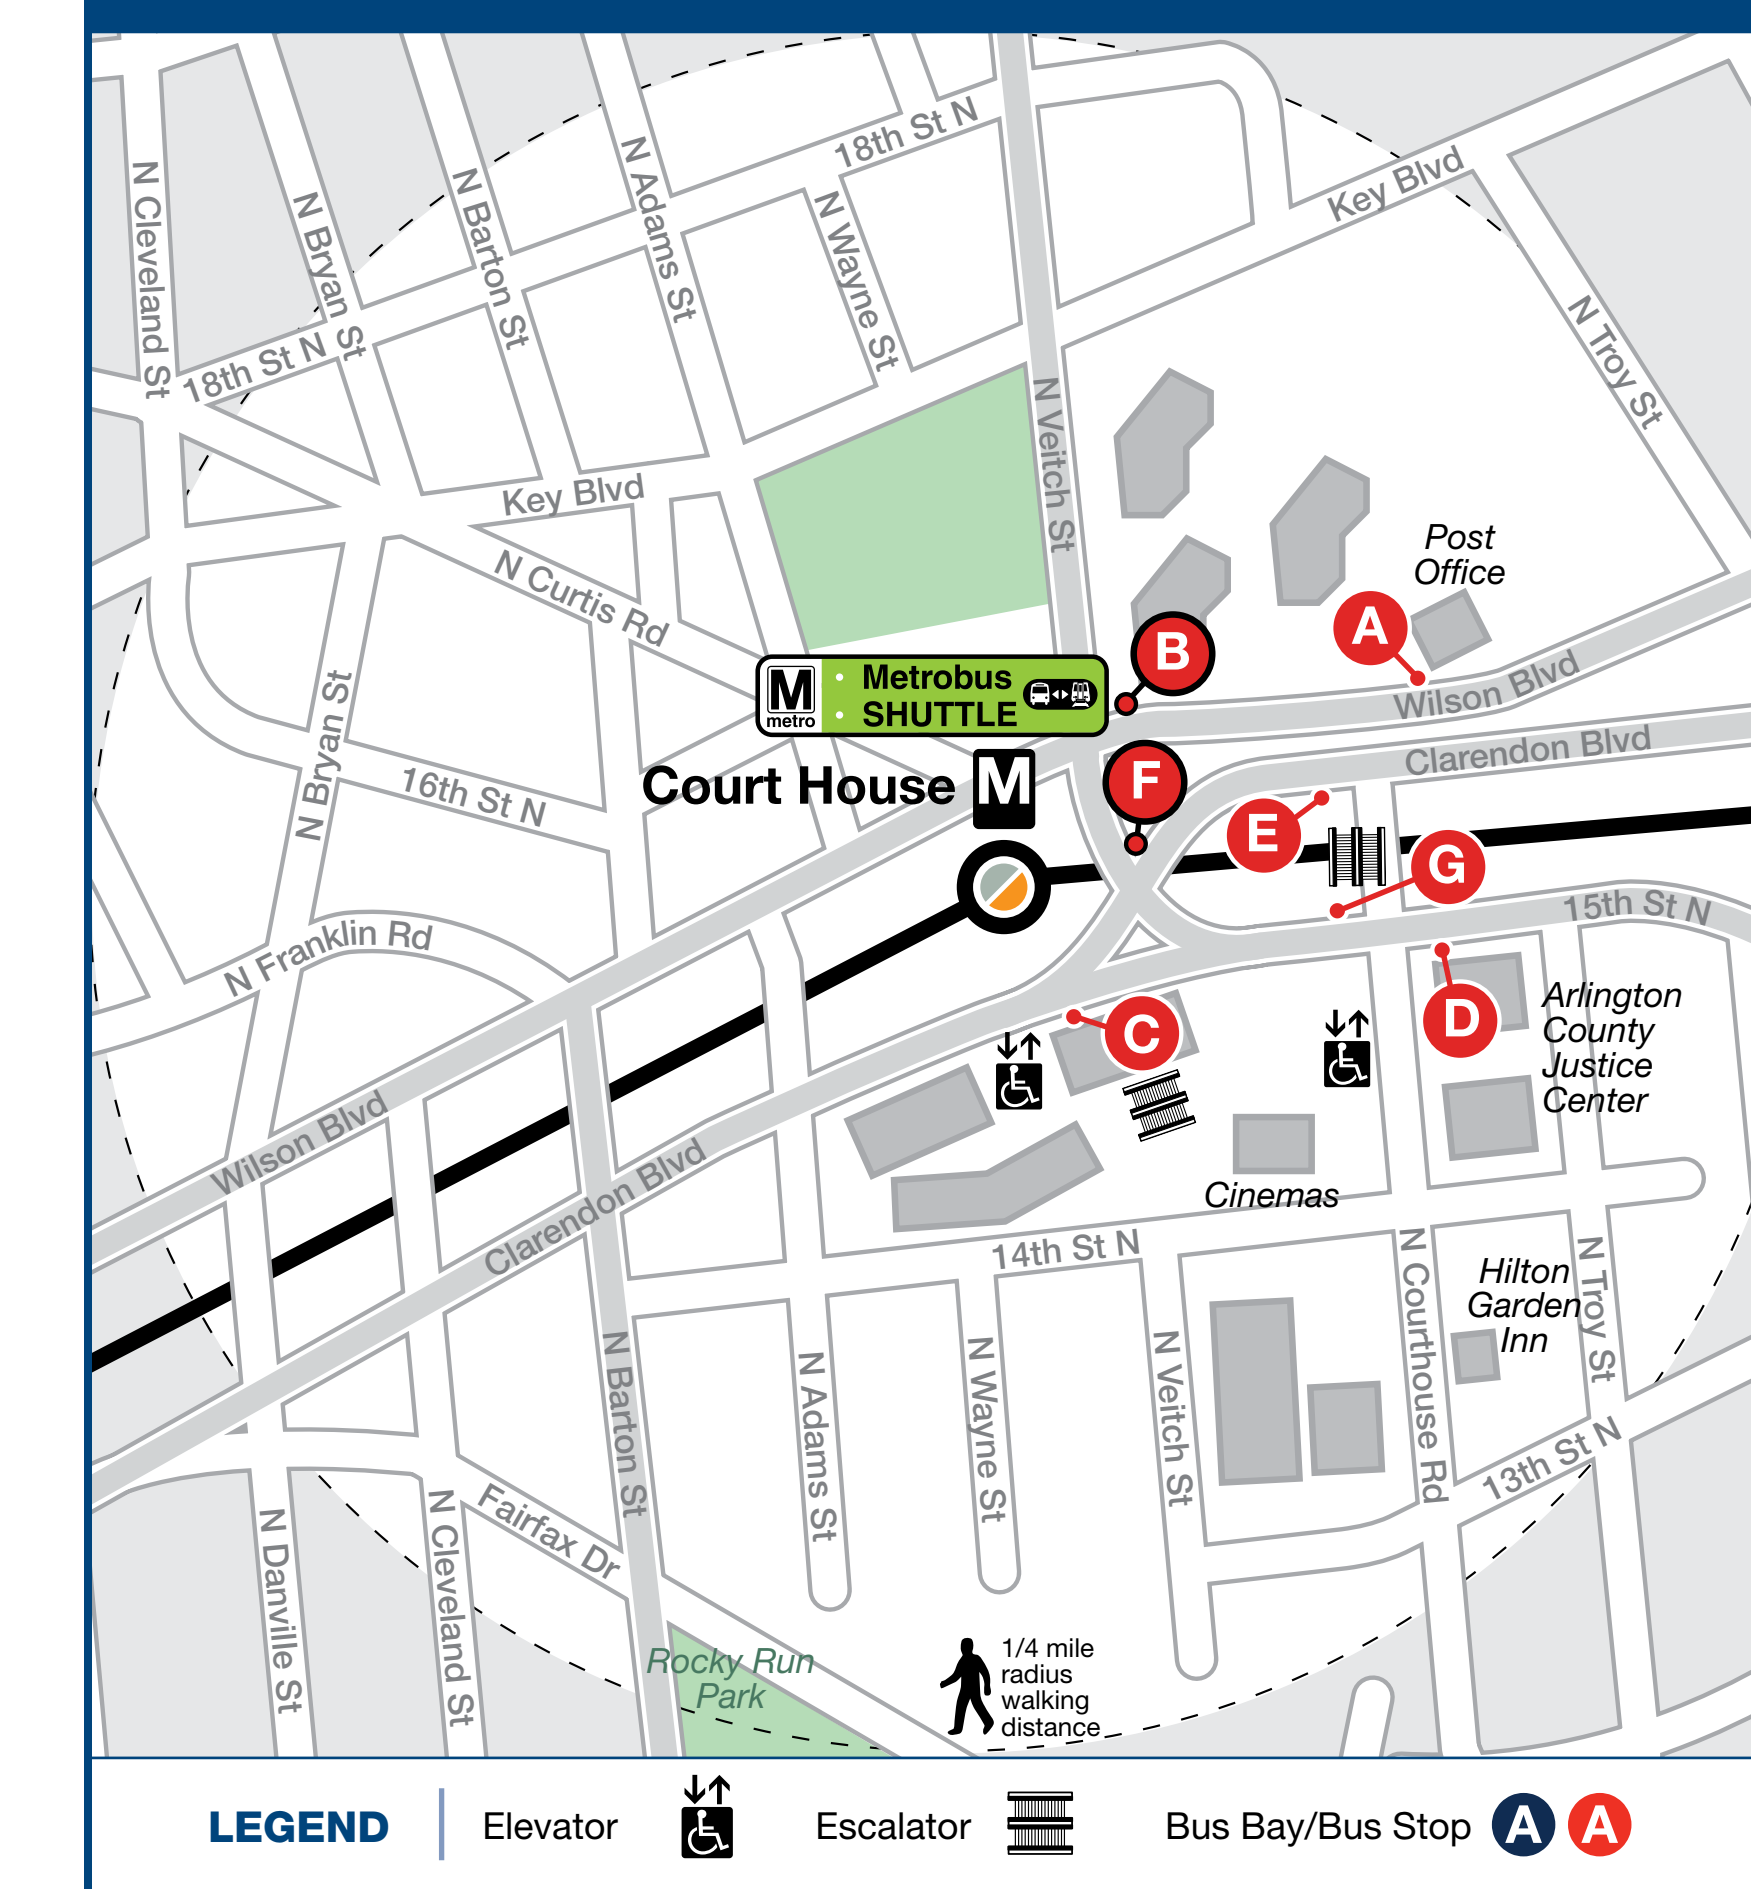 18th St N
N Cleveland St
N Bryan St
N Barton St
N Adams St
N Wayne St
Key Blvd
18th St N
N Troy St
N Veitch St
Key Blvd
Post
Office
N Curtis Rd
A
B
M
metro
• Metrobus
• SHUTTLE
Wilson Blvd
N Bryan St
Clarendon Blvd
16th St N
Court House
M
F
E
G
15th St N
N Franklin Rd
Arlington
County
Justice
Center
D
C
Wilson Blvd
Clarendon Blvd
Cinemas
14th St N
Hilton
Garden
Inn
N Courthouse Rd
N Troy St
N Barton St
N Adams St
N Wayne St
N Veitch St
13th St N
Fairfax Dr
N Danville St
N Cleveland St
Rocky Run
Park
1/4 mile
radius
walking
distance
LEGEND
Elevator
Escalator
Bus Bay/Bus Stop
A
A